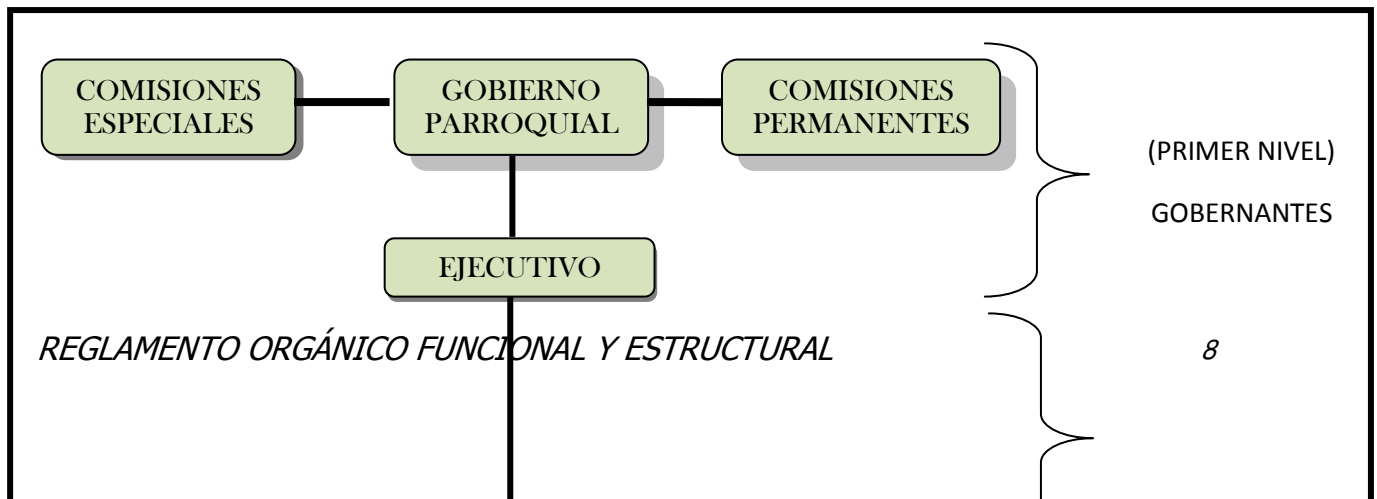 COMISIONES
ESPECIALES
GOBIERNO
PARROQUIAL
COMISIONES
PERMANENTES
(PRIMER NIVEL)
GOBERNANTES
EJECUTIVO
REGLAMENTO ORGÁNICO FUNCIONAL Y ESTRUCTURAL 8